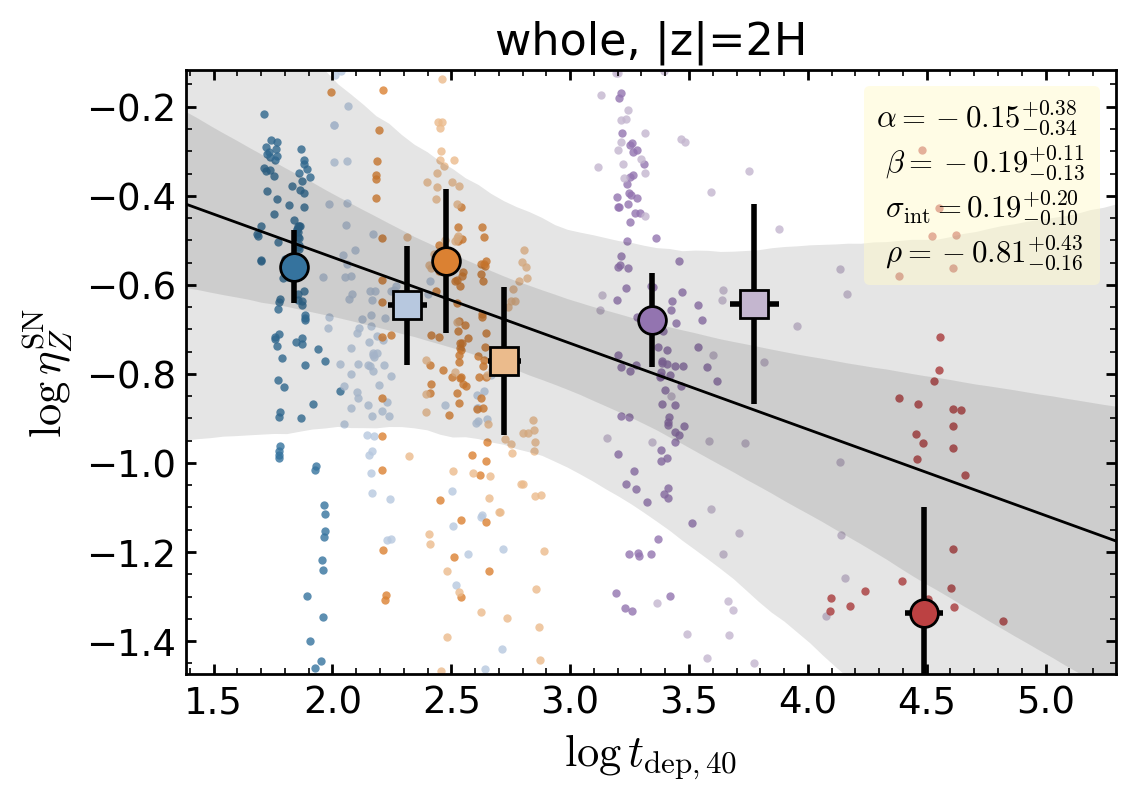 whole, |z|=2H
α = −0.15^{+0.38}_{−0.34}
β = −0.19^{+0.11}_{−0.13}
σ_int = 0.19^{+0.20}_{−0.10}
ρ = −0.81^{+0.43}_{−0.16}
log η_Z^{SN}
−0.2
−0.4
−0.6
−0.8
−1.0
−1.2
−1.4
1.5 2.0 2.5 3.0 3.5 4.0 4.5 5.0
log t_{dep, 40}